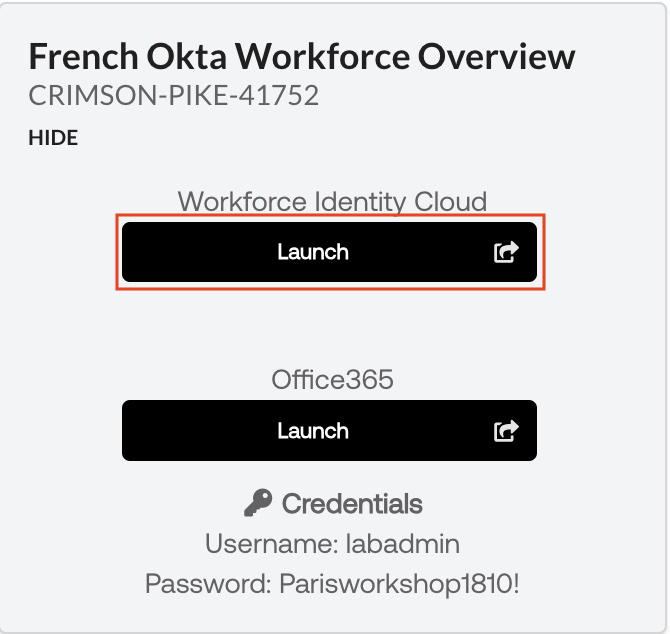 French Okta Workforce Overview
CRIMSON-PIKE-41752
HIDE
Workforce Identity Cloud
Launch
Office365
Launch
Credentials
Username: labadmin
Password: Parisworkshop1810!